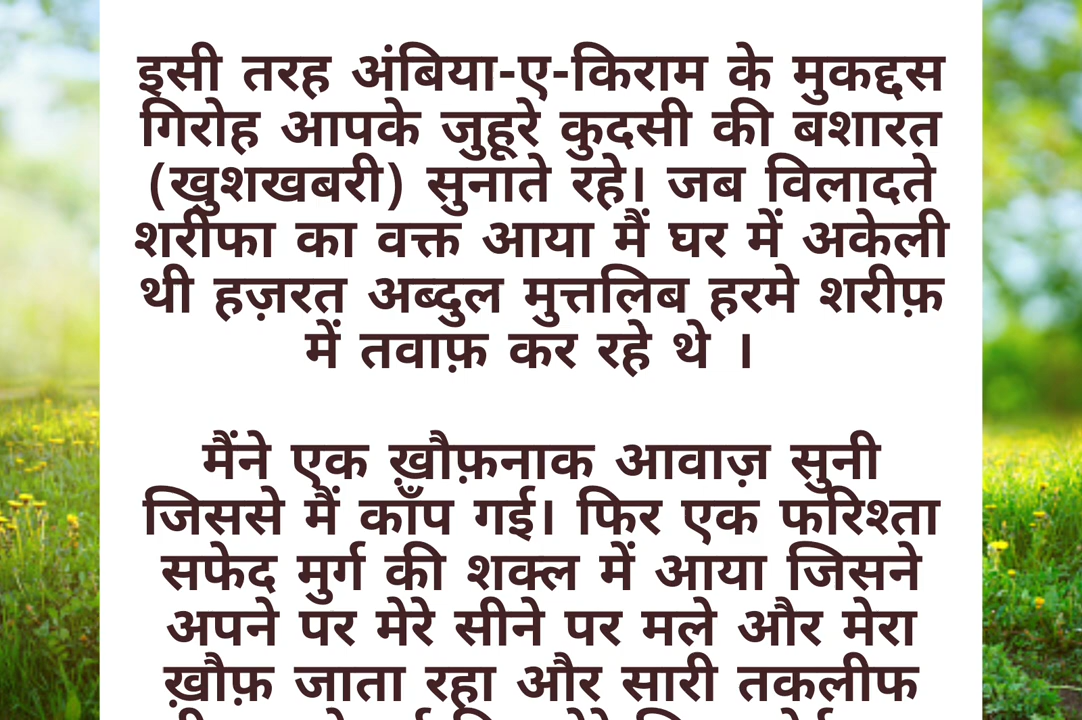 इसी तरह अंबिया-ए-किराम के मुकद्दस
गिरोह आपके जुहूरे कुदसी की बशारत
(खुशखबरी) सुनाते रहे। जब विलादते
शरीफा का वक्त आया मैं घर में अकेली
थी हज़रत अब्दुल मुत्तलिब हरमे शरीफ़
में तवाफ़ कर रहे थे ।
मैंने एक ख़ौफ़नाक आवाज़ सुनी
जिससे मैं काँप गई। फिर एक फरिश्ता
सफेद मुर्ग की शक्ल में आया जिसने
अपने पर मेरे सीने पर मले और मेरा
ख़ौफ़ जाता रहा और सारी तकलीफ